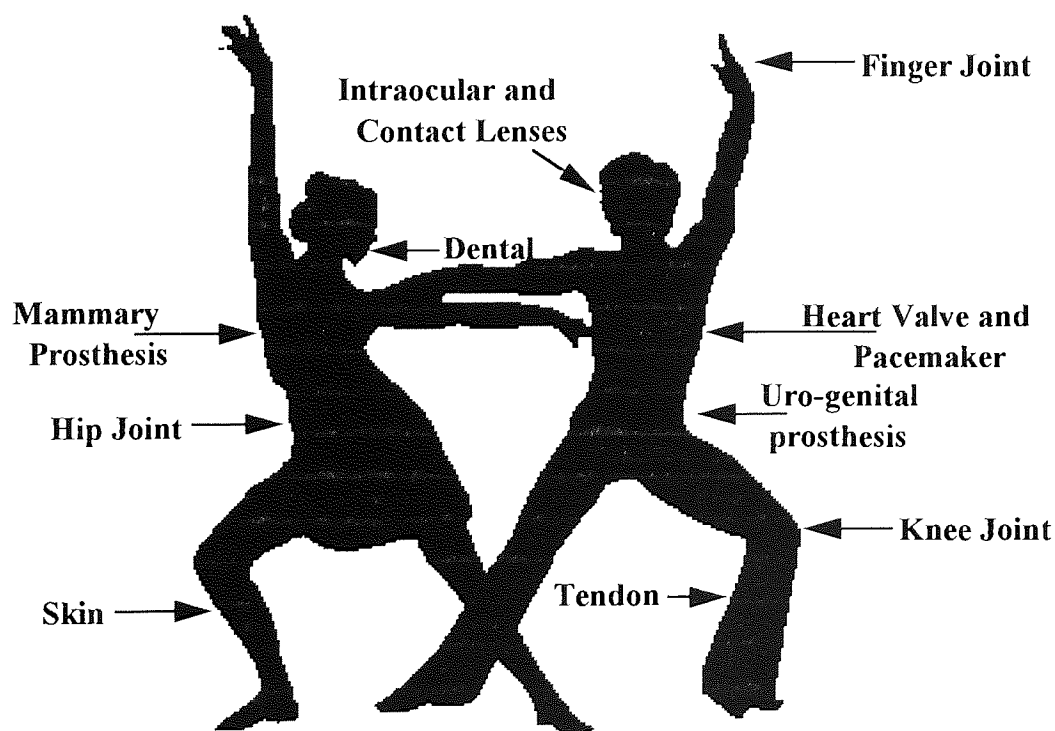 Finger Joint
Intraocular and
Contact Lenses
Dental
Mammary
Prosthesis
Heart Valve and
Pacemaker
Hip Joint
Uro-genital
prosthesis
Knee Joint
Tendon
Skin